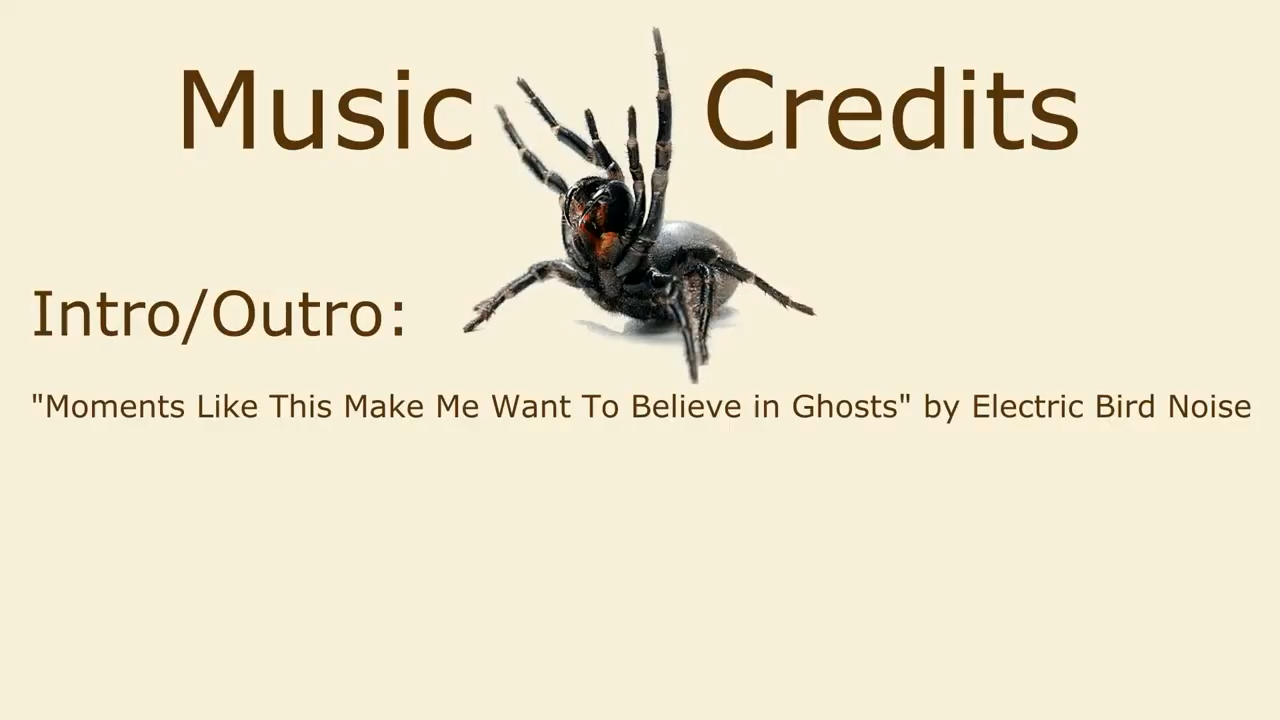 Music Credits
Intro/Outro:
"Moments Like This Make Me Want To Believe in Ghosts" by Electric Bird Noise